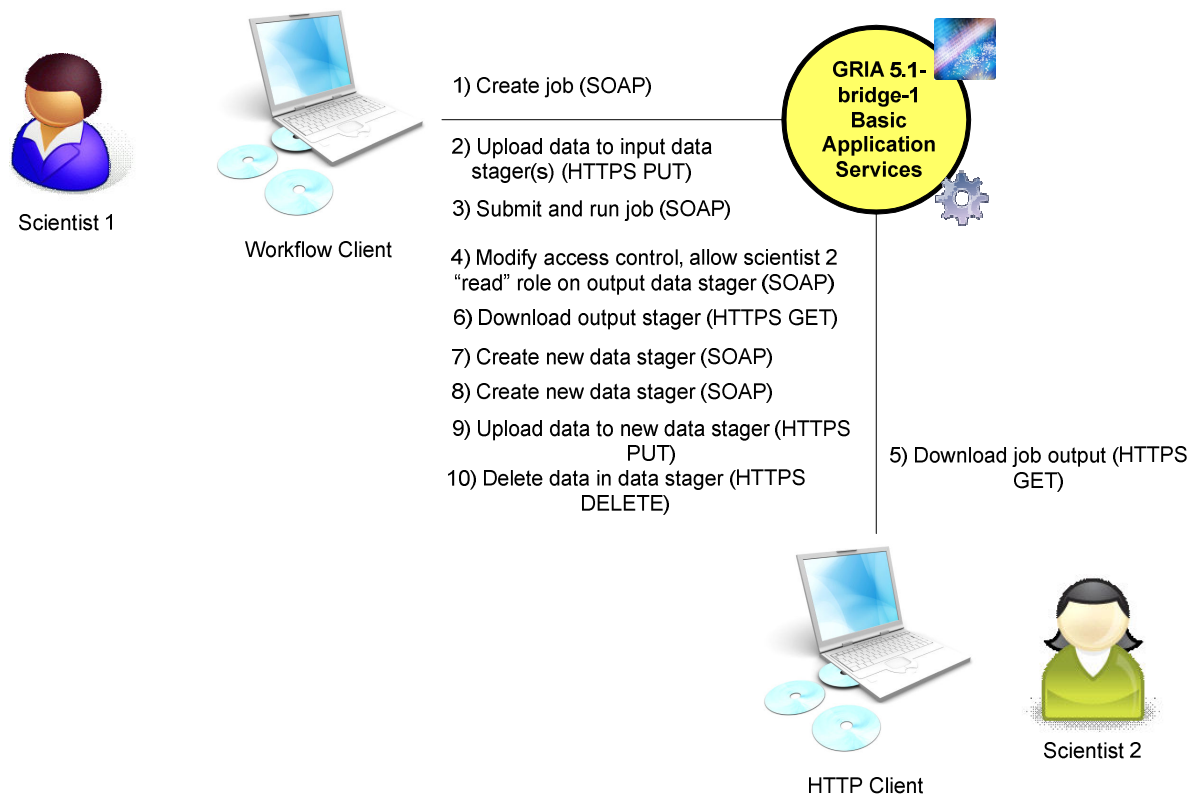 GRIA 5.1-
bridge-1
Basic
Application
Services
1) Create job (SOAP)
2) Upload data to input data
stager(s) (HTTPS PUT)
3) Submit and run job (SOAP)
Scientist 1
Workflow Client
4) Modify access control, allow scientist 2
“read” role on output data stager (SOAP)
6) Download output stager (HTTPS GET)
7) Create new data stager (SOAP)
8) Create new data stager (SOAP)
9) Upload data to new data stager (HTTPS
PUT)
10) Delete data in data stager (HTTPS
DELETE)
5) Download job output (HTTPS
GET)
Scientist 2
HTTP Client